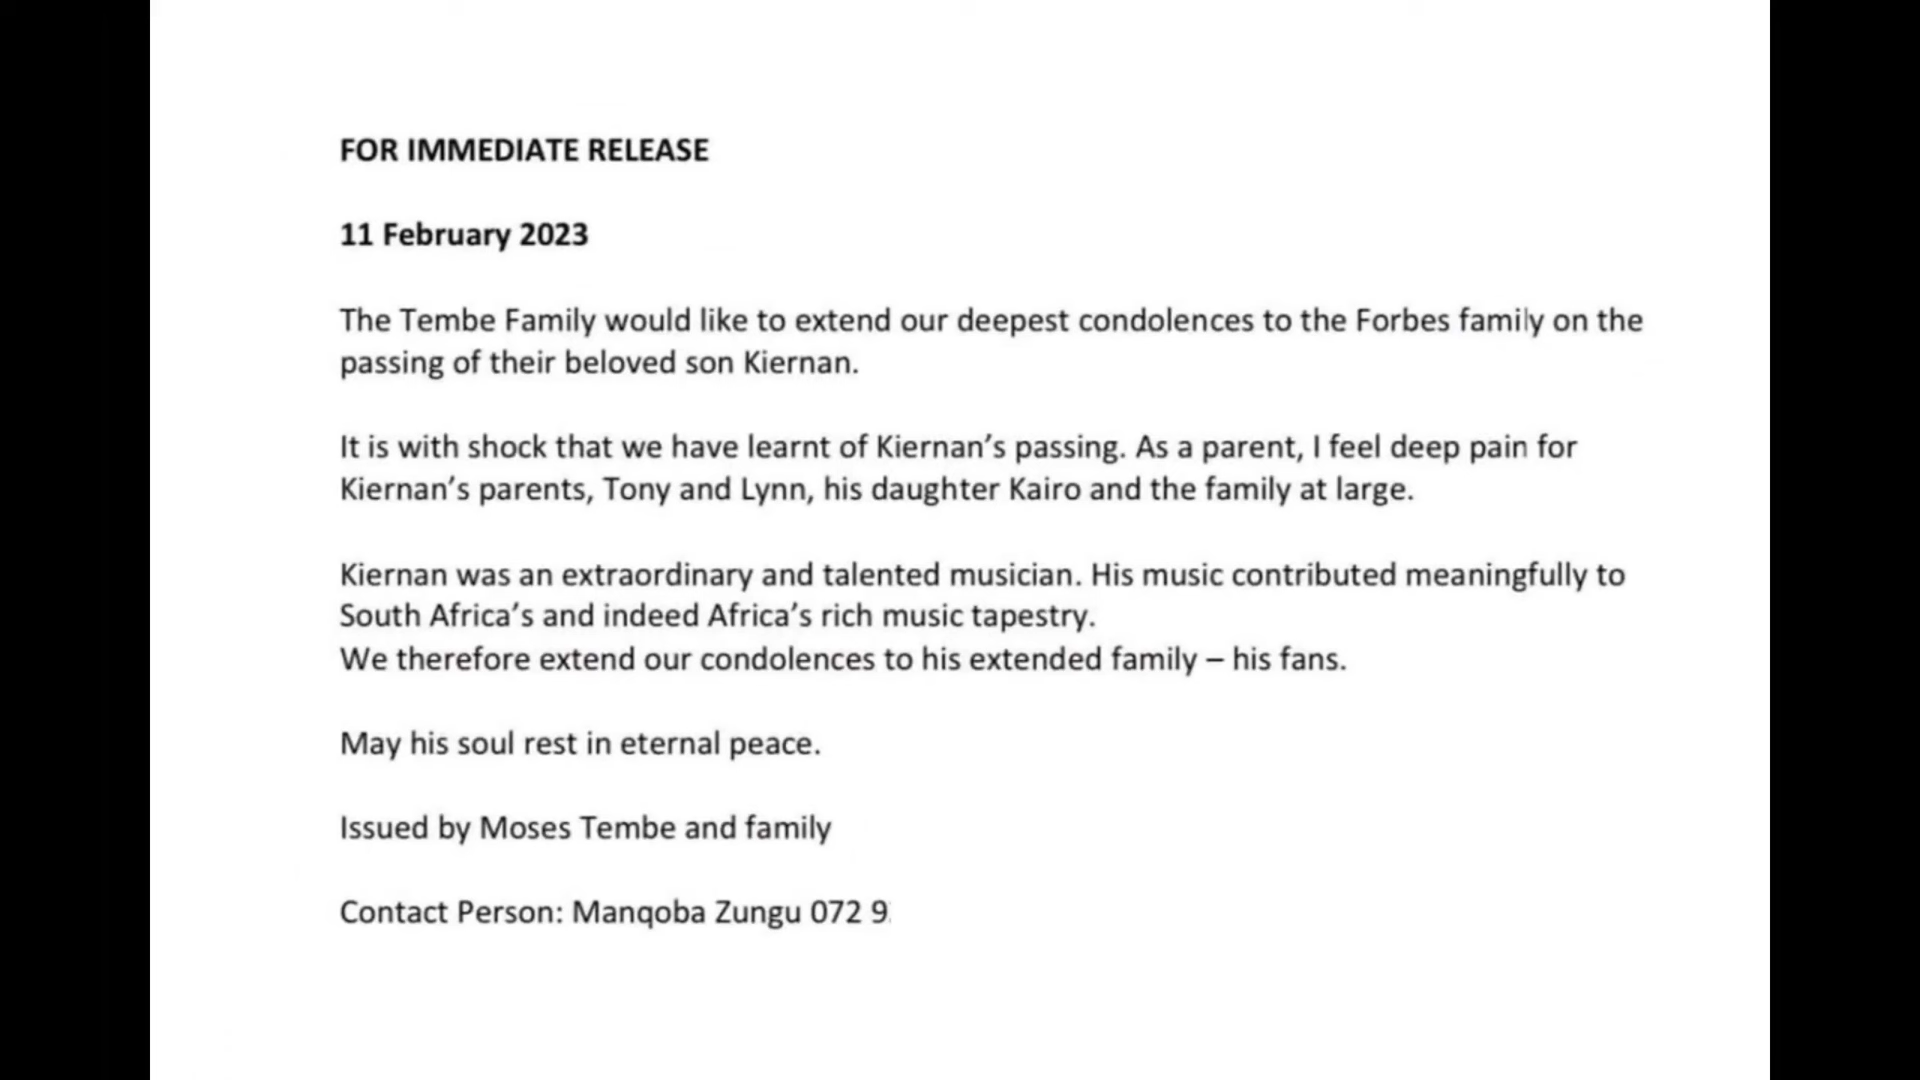 FOR IMMEDIATE RELEASE
11 February 2023
The Tembe Family would like to extend our deepest condolences to the Forbes family on the
passing of their beloved son Kiernan.
It is with shock that we have learnt of Kiernan’s passing. As a parent, I feel deep pain for
Kiernan’s parents, Tony and Lynn, his daughter Kairo and the family at large.
Kiernan was an extraordinary and talented musician. His music contributed meaningfully to
South Africa’s and indeed Africa’s rich music tapestry.
We therefore extend our condolences to his extended family – his fans.
May his soul rest in eternal peace.
Issued by Moses Tembe and family
Contact Person: Manqoba Zungu 072 9